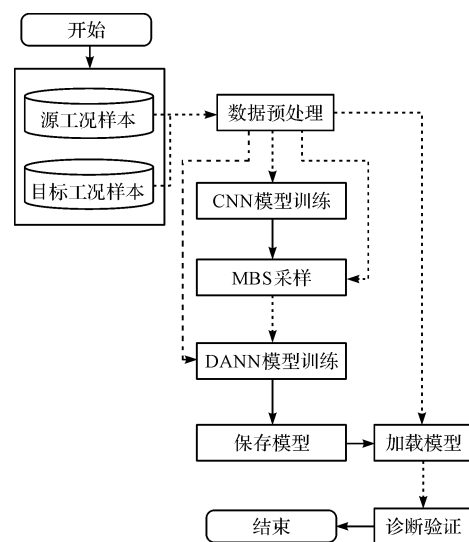 开始
源工况样本
数据预处理
目标工况样本
CNN模型训练
MBS采样
DANN模型训练
保存模型
加载模型
结束
诊断验证